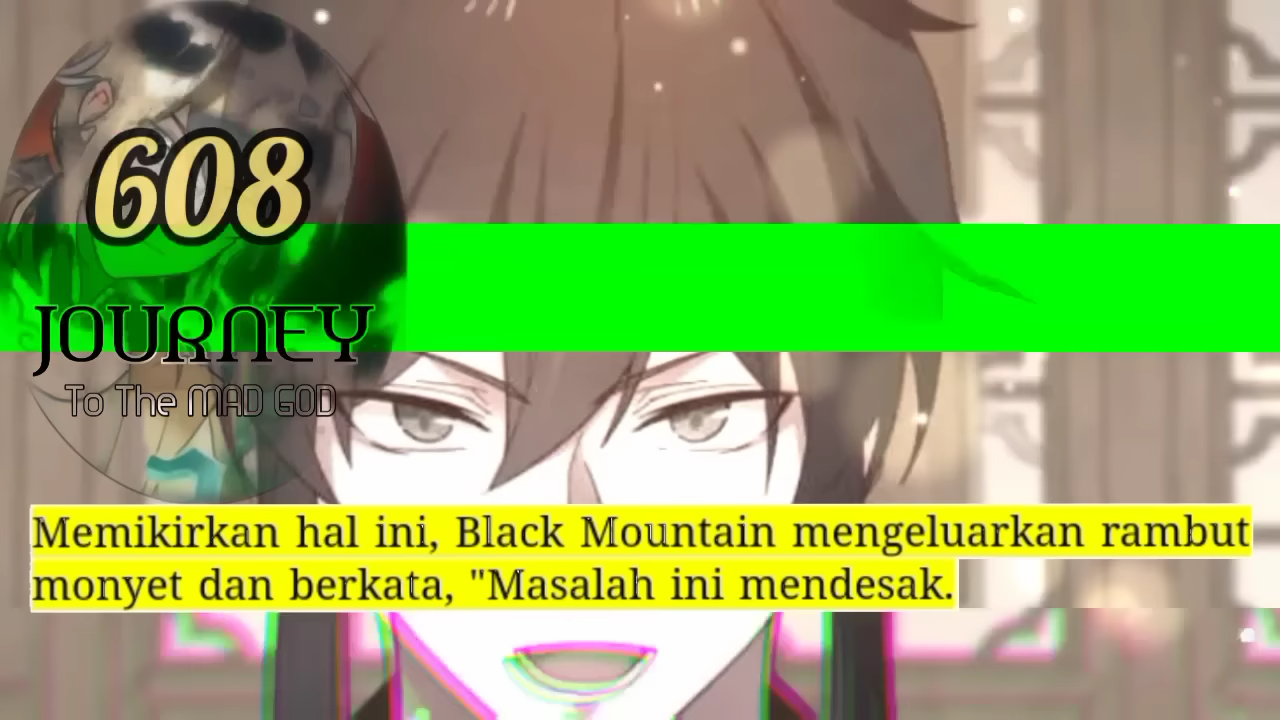 608
JOURNEY
To The MAD GOD
Memikirkan hal ini, Black Mountain mengeluarkan rambut
monyet dan berkata, "Masalah ini mendesak.